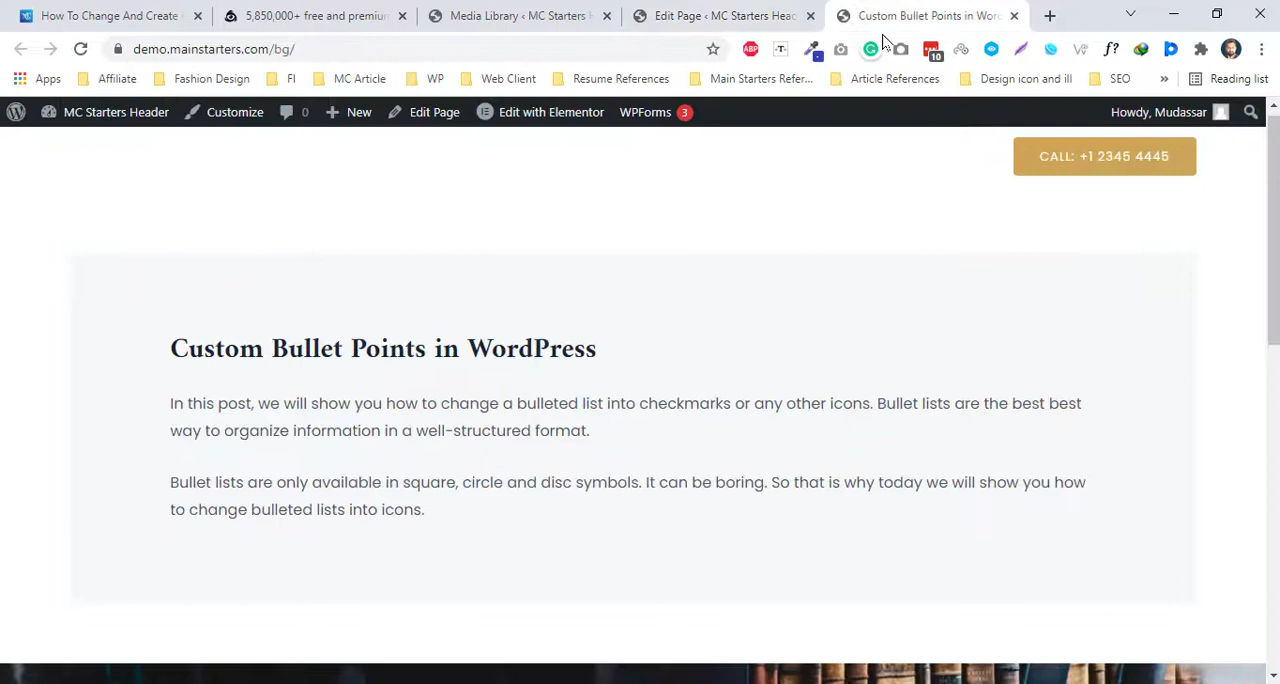 How To Change And Create
5,850,000+ free and premium
Media Library ‹ MC Starters H
Edit Page ‹ MC Starters Head
Custom Bullet Points in Word
demo.mainstarters.com/bg/
ABP
-T-
10
f?
Apps
Affiliate
Fashion Design
FI
MC Article
WP
Web Client
Resume References
Main Starters Refer...
Article References
Design icon and ill
SEO
»
Reading list
MC Starters Header
Customize
0
New
Edit Page
Edit with Elementor
WPForms
3
Howdy, Mudassar
CALL: +1 2345 4445
Custom Bullet Points in WordPress
In this post, we will show you how to change a bulleted list into checkmarks or any other icons. Bullet lists are the best best
way to organize information in a well-structured format.
Bullet lists are only available in square, circle and disc symbols. It can be boring. So that is why today we will show you how
to change bulleted lists into icons.